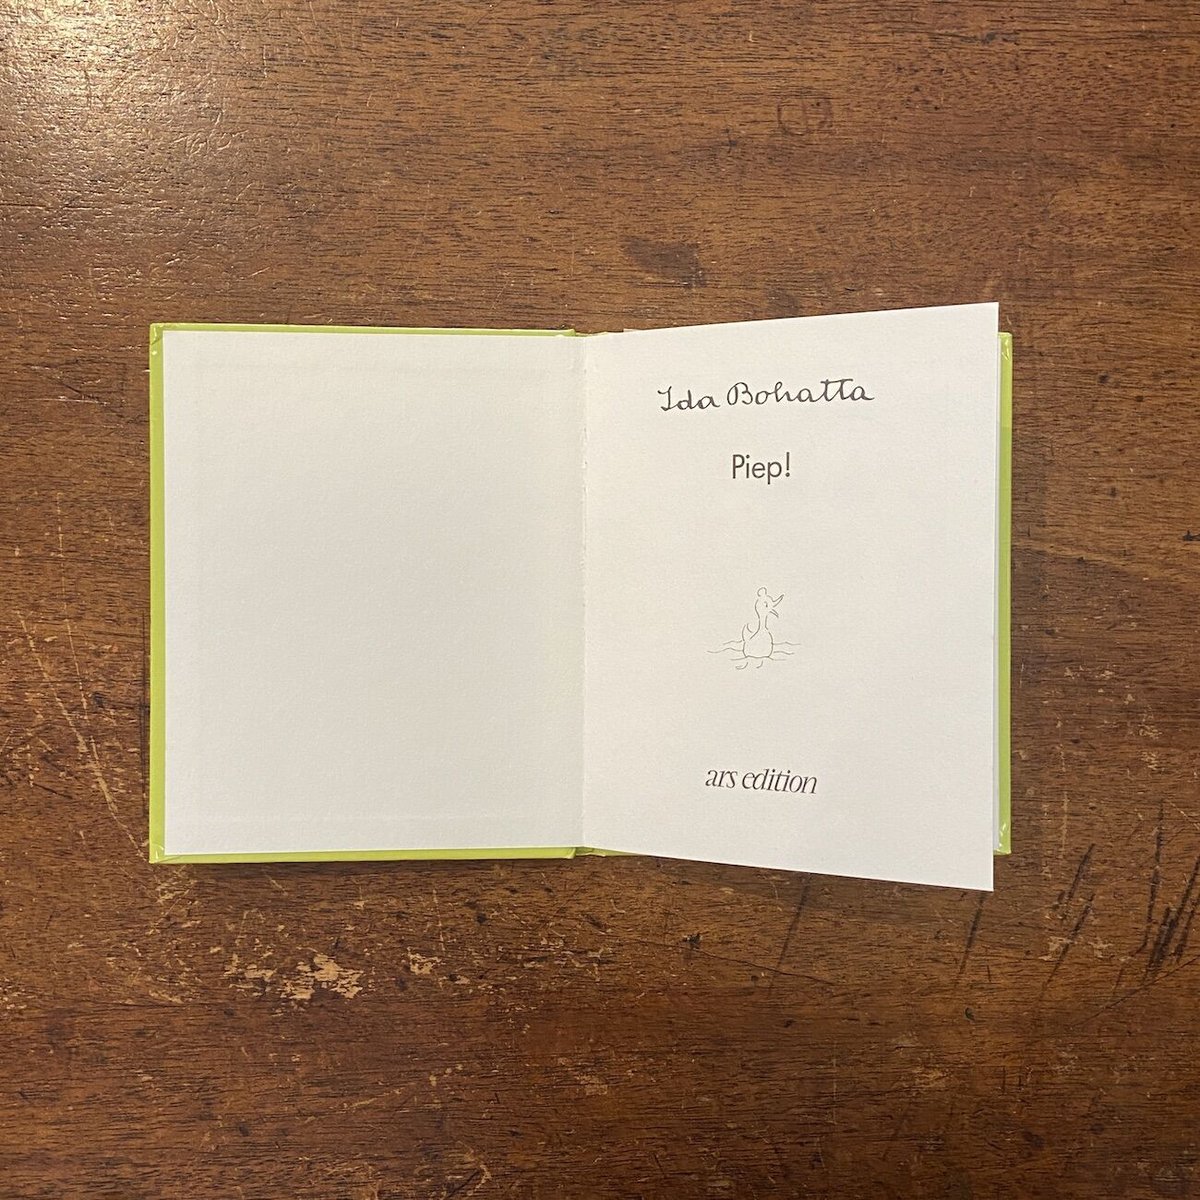 Ida Bohatta
Piep!
ars edition